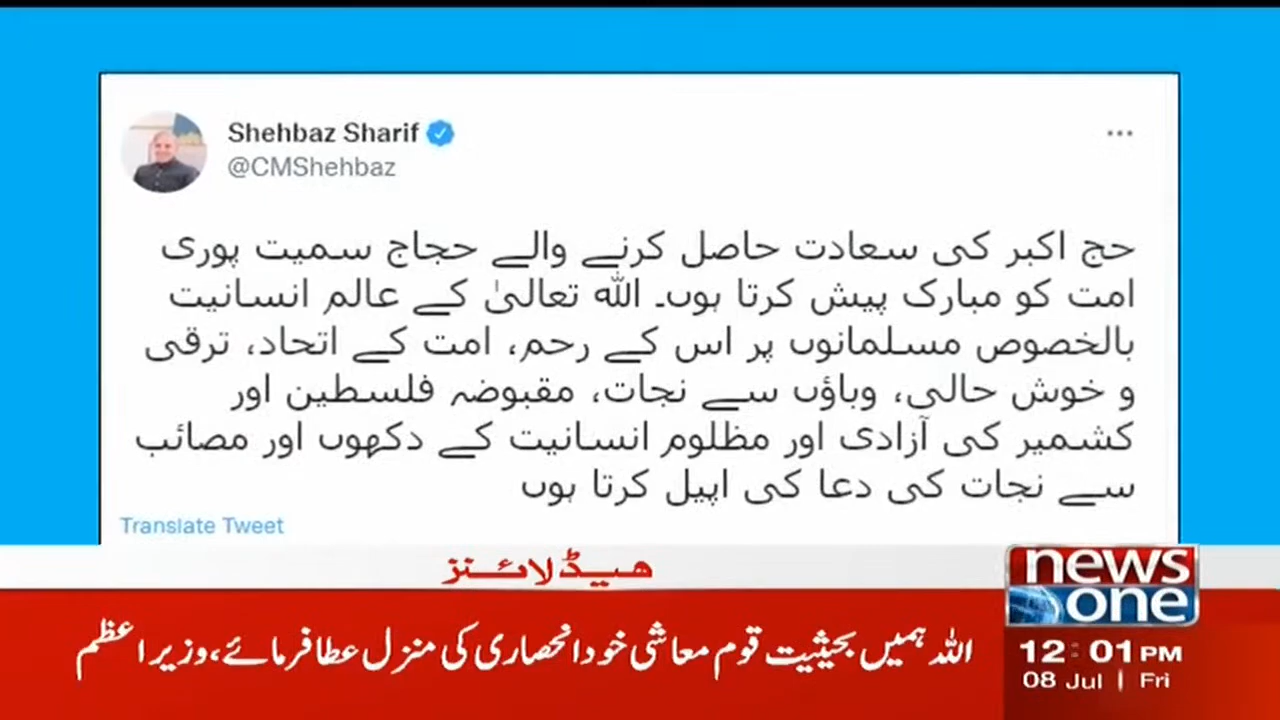 Shehbaz Sharif
@CMShehbaz
حج اکبر کی سعادت حاصل کرنے والے حجاج سمیت پوری
امت کو مبارک پیش کرتا ہوں۔ اللہ تعالیٰ کے عالم انسانیت
بالخصوص مسلمانوں پر اس کے رحم، امت کے اتحاد، ترقی
و خوش حالی، وباؤں سے نجات، مقبوضہ فلسطین اور
کشمیر کی آزادی اور مظلوم انسانیت کے دکھوں اور مصائب
سے نجات کی دعا کی اپیل کرتا ہوں
Translate Tweet
ہیڈ لائنز
اللہ ہمیں بحیثیت قوم معاشی خود انحصاری کی منزل عطا فرمائے، وزیر اعظم
news
one
12:01 PM
08 Jul | Fri